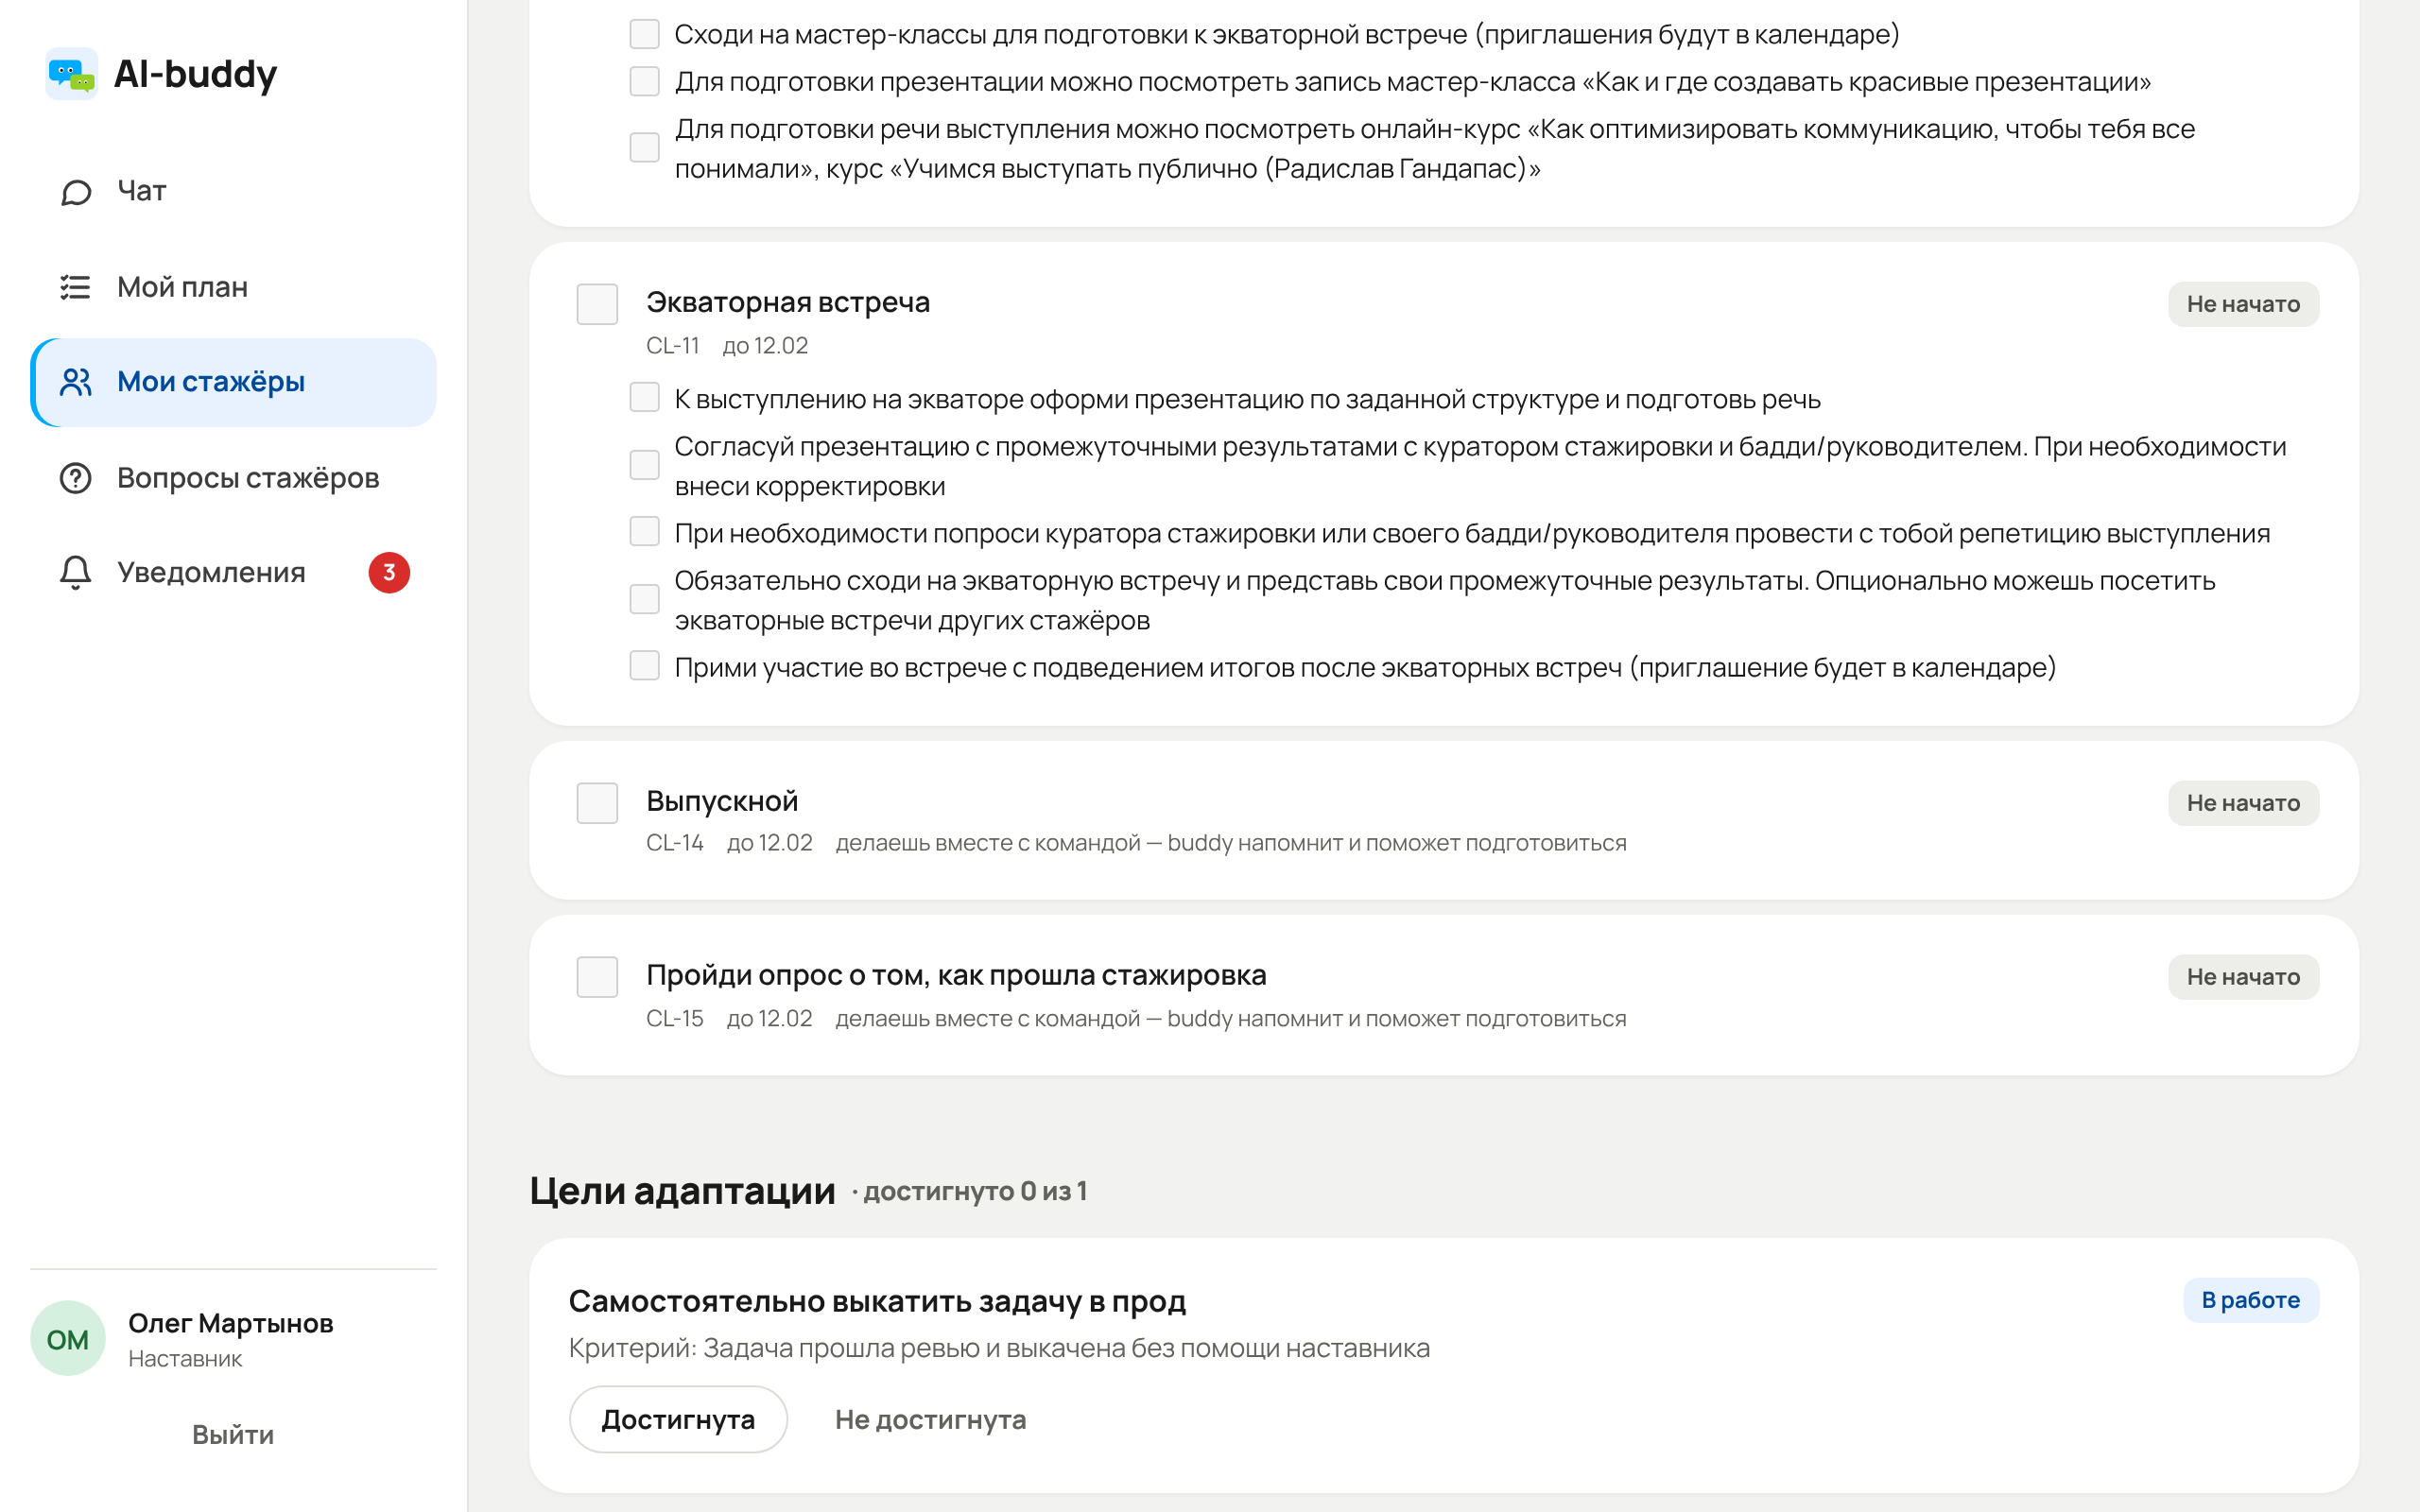 AI-buddy
Чат
Мой план
Мои стажёры
Вопросы стажёров
Уведомления 3
Олег Мартынов
ОМ
Наставник
Выйти
Сходи на мастер-классы для подготовки к экваторной встрече (приглашения будут в календаре)
Для подготовки презентации можно посмотреть запись мастер-класса «Как и где создавать красивые презентации»
Для подготовки речи выступления можно посмотреть онлайн-курс «Как оптимизировать коммуникацию, чтобы тебя все
понимали», курс «Учимся выступать публично (Радислав Гандапас)»
Экваторная встреча
Не начато
CL-11 до 12.02
К выступлению на экваторе оформи презентацию по заданной структуре и подготовь речь
Согласуй презентацию с промежуточными результатами с куратором стажировки и бадди/руководителем. При необходимости
внеси корректировки
При необходимости попроси куратора стажировки или своего бадди/руководителя провести с тобой репетицию выступления
Обязательно сходи на экваторную встречу и представь свои промежуточные результаты. Опционально можешь посетить
экваторные встречи других стажёров
Прими участие во встрече с подведением итогов после экваторных встреч (приглашение будет в календаре)
Выпускной
Не начато
CL-14 до 12.02 делаешь вместе с командой — buddy напомнит и поможет подготовиться
Пройди опрос о том, как прошла стажировка
Не начато
CL-15 до 12.02 делаешь вместе с командой — buddy напомнит и поможет подготовиться
Цели адаптации · достигнуто 0 из 1
Самостоятельно выкатить задачу в прод
В работе
Критерий: Задача прошла ревью и выкачена без помощи наставника
Достигнута
Не достигнута